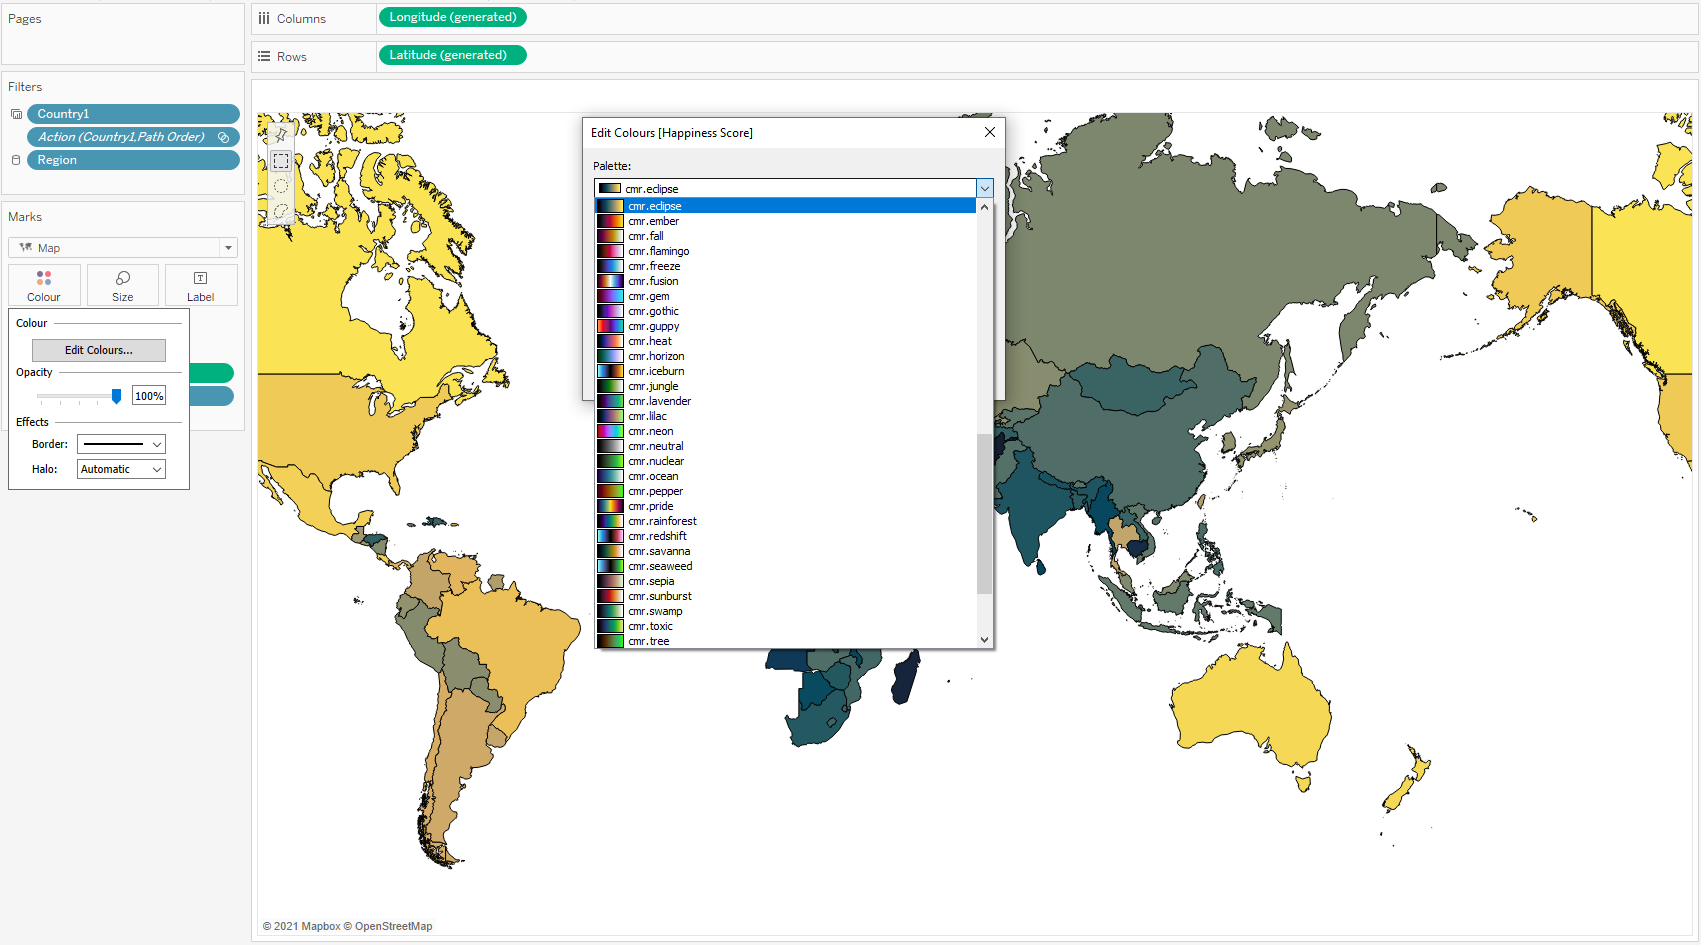 Pages
Columns
Longitude (generated)
Rows
Latitude (generated)
Filters
Country1
Action (Country1,Path Order)
Region
Marks
Map
Colour
Size
T
Label
Colour
Edit Colours...
Opacity
100%
Effects
Border:
Halo:
Automatic
Edit Colours [Happiness Score]
Palette:
cmr.eclipse
cmr.eclipse
cmr.ember
cmr.fall
cmr.flamingo
cmr.freeze
cmr.fusion
cmr.gem
cmr.gothic
cmr.guppy
cmr.heat
cmr.horizon
cmr.iceburn
cmr.jungle
cmr.lavender
cmr.lilac
cmr.neon
cmr.neutral
cmr.nuclear
cmr.ocean
cmr.pepper
cmr.pride
cmr.rainforest
cmr.redshift
cmr.savanna
cmr.seaweed
cmr.sepia
cmr.sunburst
cmr.swamp
cmr.toxic
cmr.tree
© 2021 Mapbox © OpenStreetMap